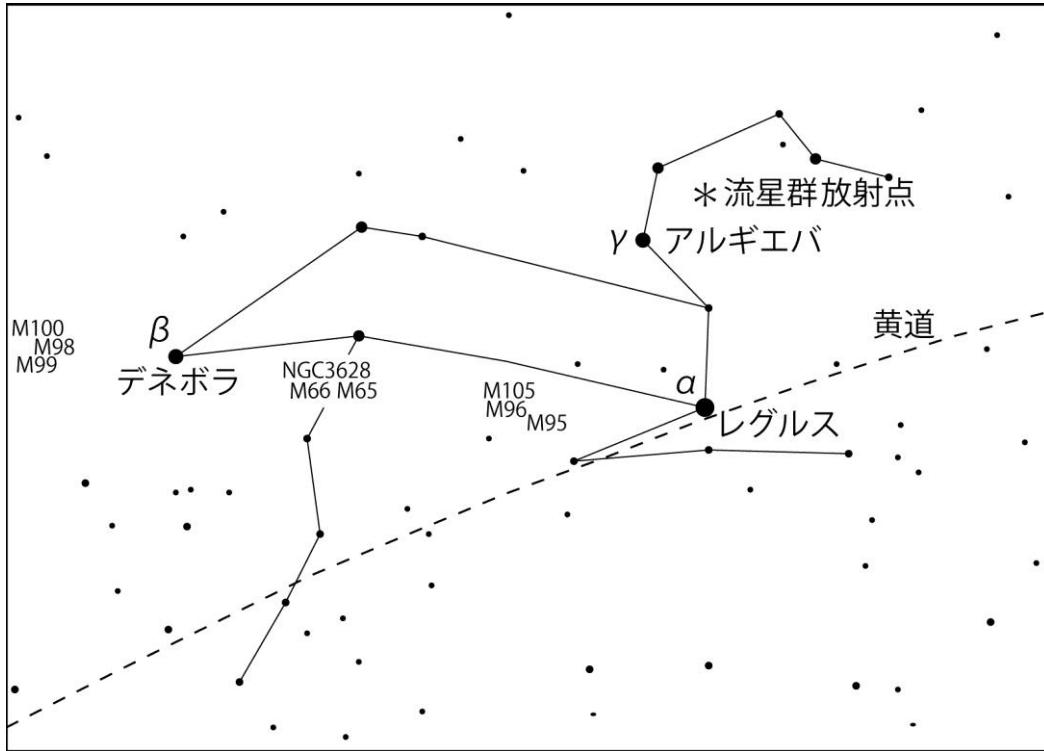 ＊流星群放射点
γ アルギエバ
黄道
M100
M98
M99
β
デネボラ
NGC3628
M66 M65
M105
M96
M95
α
レグルス